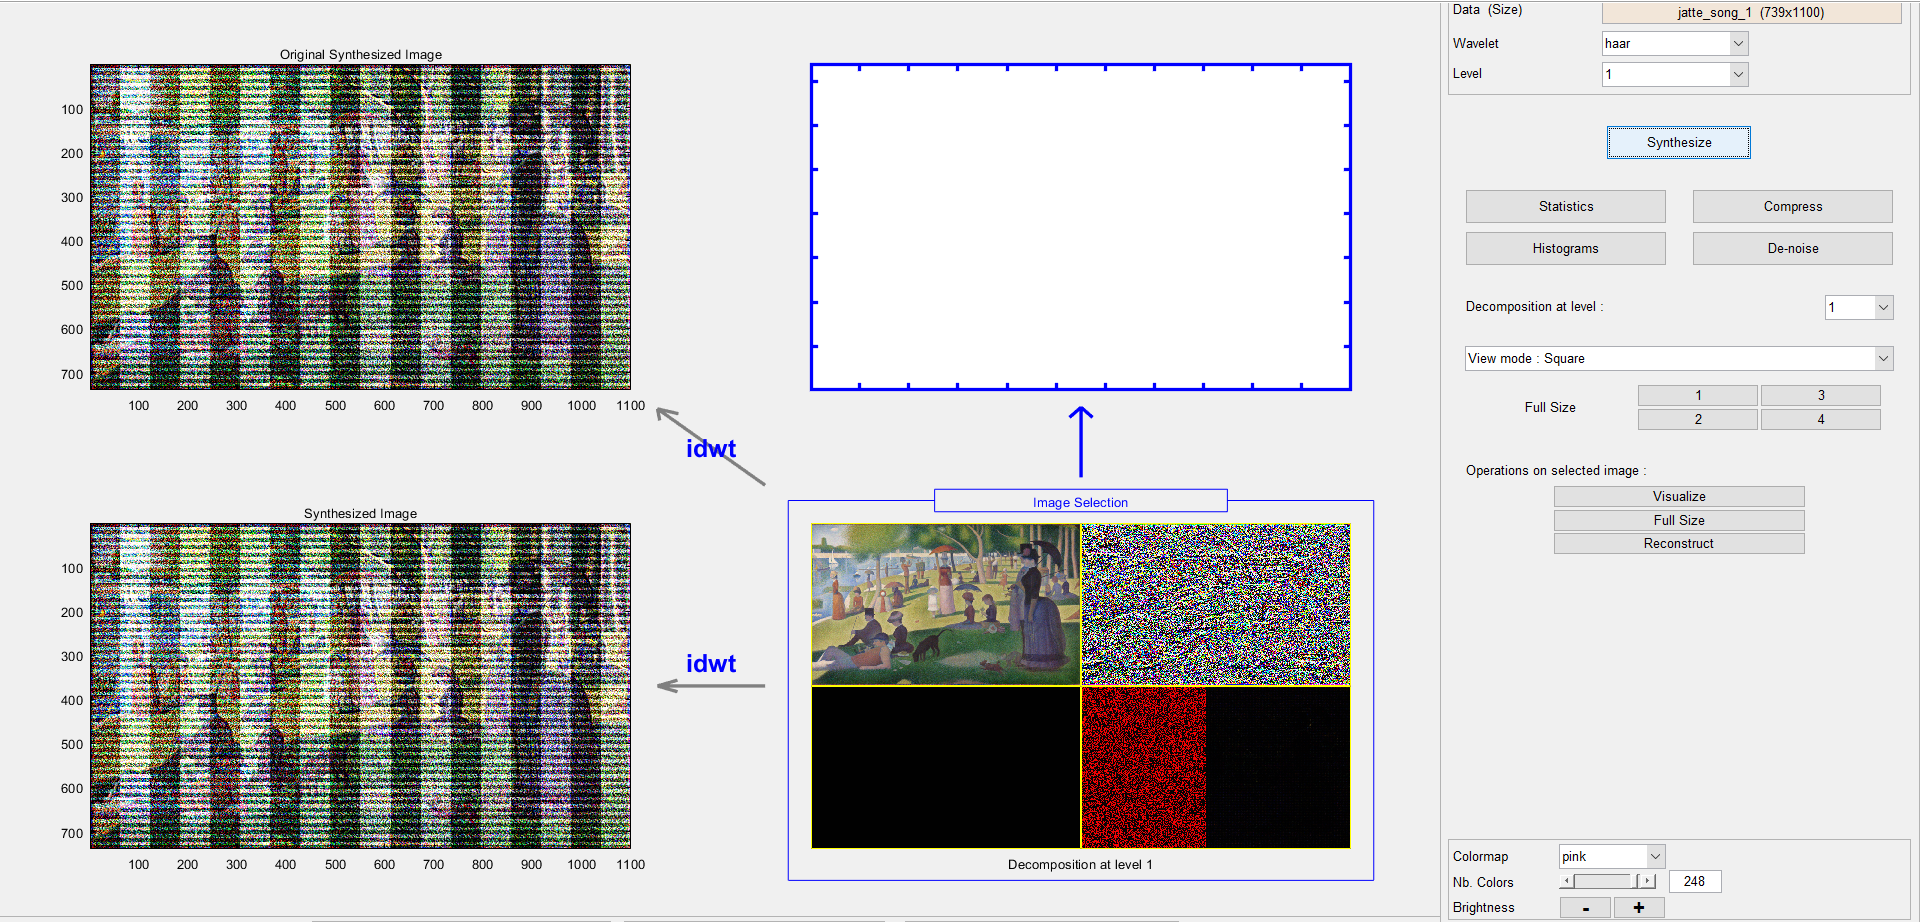 Original Synthesized Image
100
200
300
400
500
600
700
100 200 300 400 500 600 700 800 900 1000 1100
idwt
Synthesized Image
100
200
300
400
500
600
700
100 200 300 400 500 600 700 800 900 1000 1100
idwt
Image Selection
Decomposition at level 1
Data (Size) jatte_song_1 (739x1100)
Wavelet haar
Level 1
Synthesize
Statistics Compress
Histograms De-noise
Decomposition at level : 1
View mode : Square
Full Size 1 3
2 4
Operations on selected image :
Visualize
Full Size
Reconstruct
Colormap pink
Nb. Colors 248
Brightness - +